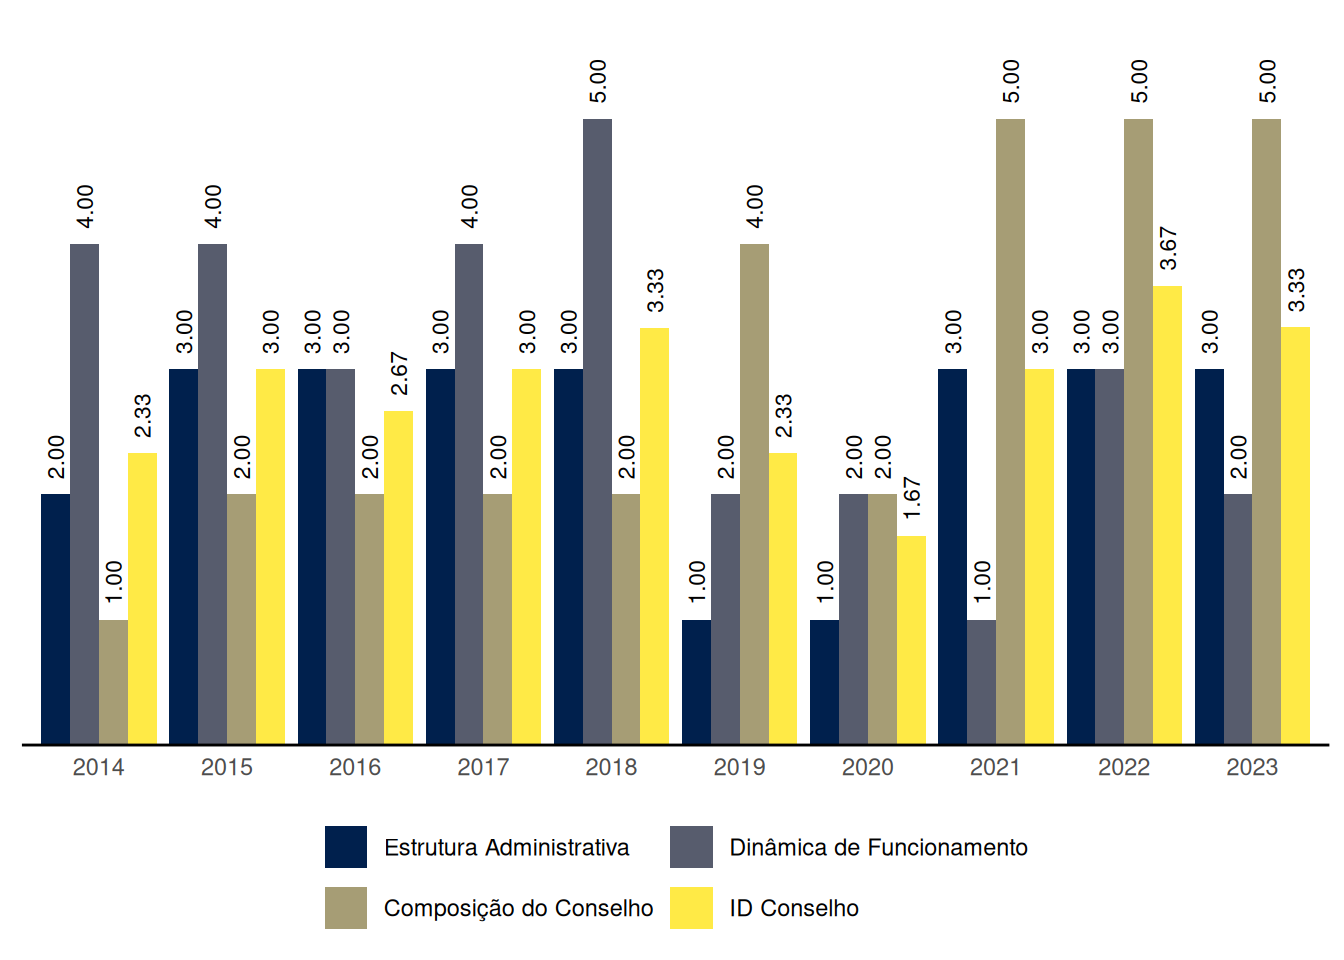 2.00 4.00 1.00 2.33
3.00 4.00 2.00 3.00
3.00 3.00 2.00 2.67
3.00 4.00 2.00 3.00
3.00 5.00 2.00 3.33
1.00 2.00 4.00 2.33
1.00 2.00 2.00 1.67
3.00 1.00 5.00 3.00
3.00 3.00 5.00 3.67
3.00 2.00 5.00 3.33
2014 2015 2016 2017 2018 2019 2020 2021 2022 2023
Estrutura Administrativa Dinâmica de Funcionamento
Composição do Conselho ID Conselho